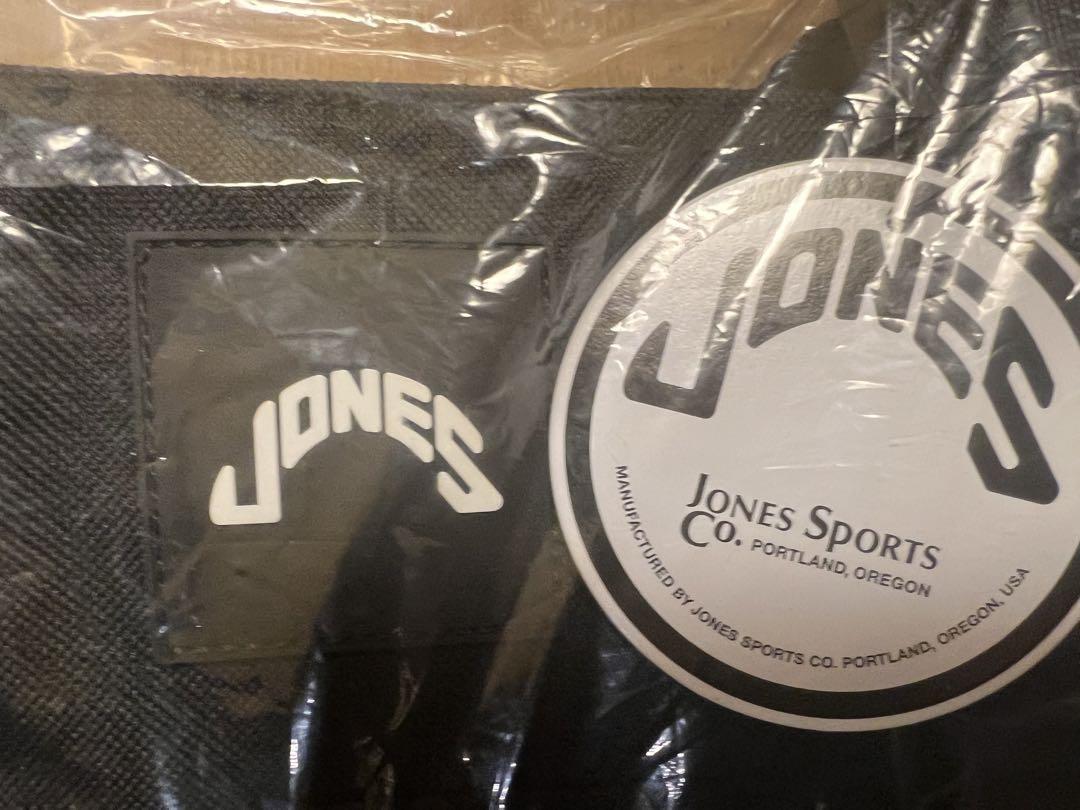 JONES
JONES
JONES SPORTS
CO. PORTLAND, OREGON
MANUFACTURED BY JONES SPORTS CO. PORTLAND, OREGON, USA